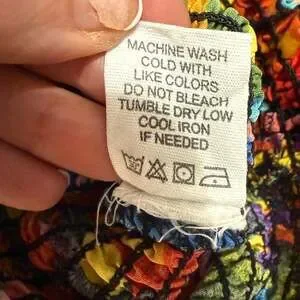 MACHINE WASH
COLD WITH
LIKE COLORS
DO NOT BLEACH
TUMBLE DRY LOW
COOL IRON
IF NEEDED